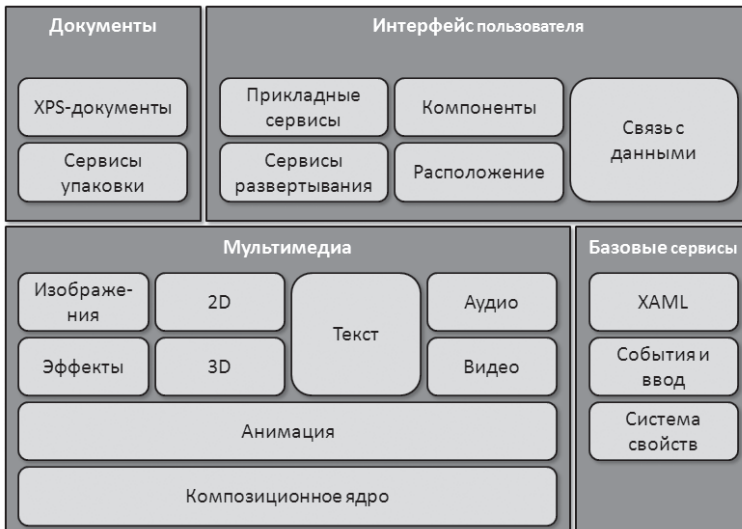 Документы
XPS-документы
Сервисы
упаковки
Интерфейс пользователя
Прикладные
сервисы
Компоненты
Связь с
данными
Сервисы
развертывания
Расположение
Мультимедиа
Изображе-
ния
2D
Текст
Аудио
Эффекты
3D
Видео
Анимация
Композиционное ядро
Базовые сервисы
XAML
События и
ввод
Система
свойств